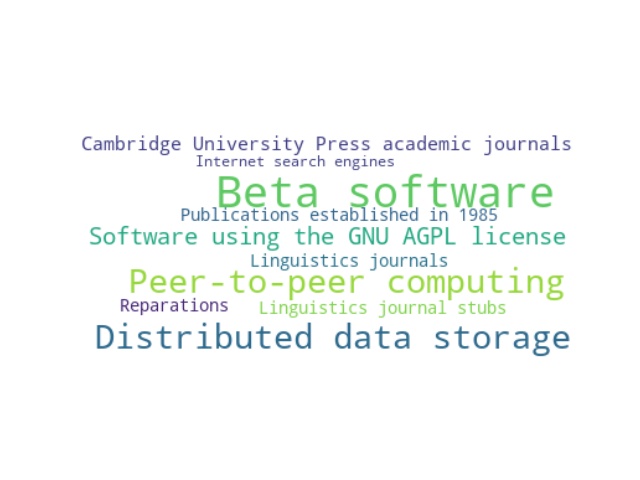 Cambridge University Press academic journals
Internet search engines
Beta software
Publications established in 1985
Software using the GNU AGPL license
Linguistics journals
Peer-to-peer computing
Reparations
Linguistics journal stubs
Distributed data storage